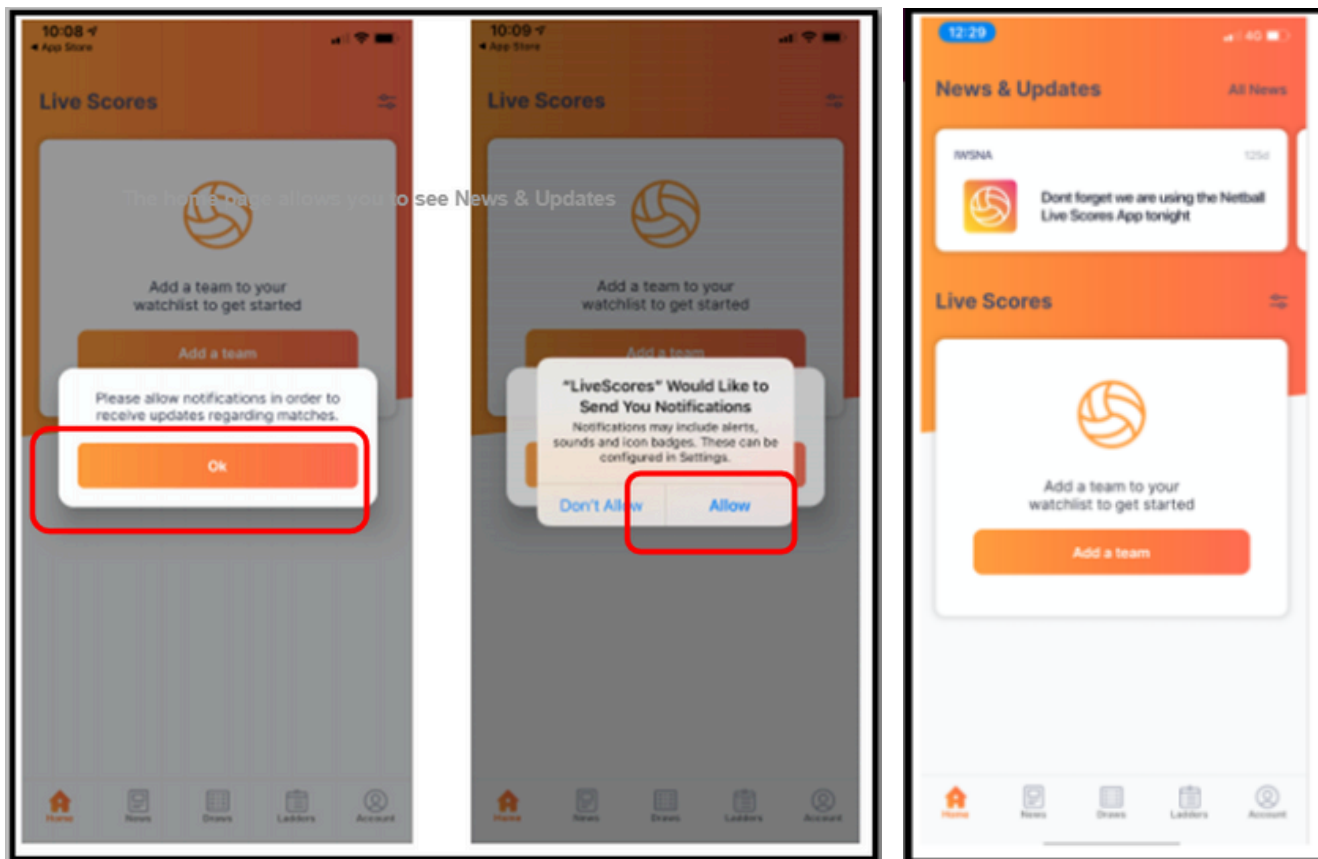 10:08
App Store
Live Scores
Add a team to your
watchlist to get started
Add a team
Please allow notifications in order to
receive updates regarding matches.
Ok
Home
News
Draws
Ladders
Account
The home page allows you to see News & Updates
10:09
App Store
Live Scores
Add a team to your
watchlist to get started
Add a team
"LiveScores" Would Like to
Send You Notifications
Notifications may include alerts,
sounds and icon badges. These can be
configured in Settings.
Don't Allow
Allow
Home
News
Draws
Ladders
Account
12:29
4G
News & Updates
All News
IWSNA
125d
Dont forget we are using the Netball
Live Scores App tonight
Live Scores
Add a team to your
watchlist to get started
Add a team
Home
News
Draws
Ladders
Account